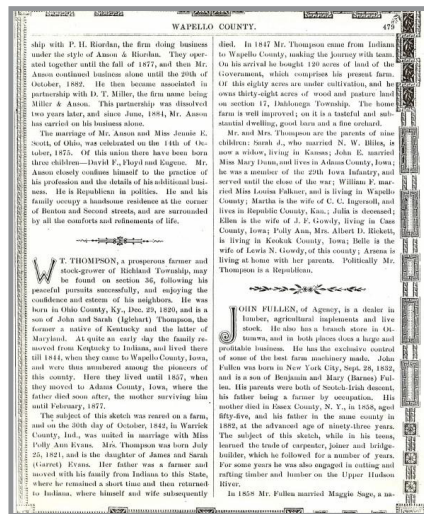 WAPELLO COUNTY.
479
ship with P. H. Riordan, the firm doing business
under the style of Anson & Riordan. They oper-
ated together until the fall of 1877, and then Mr.
Anson continued business alone until the 20th of
October, 1882. He then became associated in
partnership with D. T. Miller, the firm name being
Miller & Anson. This partnership was dissolved
two years later, and since June, 1884, Mr. Anson
has carried on his business alone.
The marriage of Mr. Anson and Miss Jennie E.
Scott, of Ohio, was celebrated on the 14th of Oc-
tober, 1875. Of this union there have been born
three children—David F., Floyd and Eugene. Mr.
Anson closely confines himself to the practice of
his profession and the details of his additional busi-
ness. He is Republican in politics. He and his
family occupy a handsome residence at the corner
of Benton and Second streets, and are surrounded
by all the comforts and refinements of life.
W T. THOMPSON, a prosperous farmer and
stock-grower of Richland Township, may
be found on section 36, following his
peaceful pursuits successfully, and enjoying the
confidence and esteem of his neighbors. He was
born in Ohio County, Ky., Dec. 29, 1820, and is a
son of John and Sarah (Iglehart) Thompson, the
former a native of Kentucky and the latter of
Maryland. At quite an early day the family re-
moved from Kentucky to Indiana, and lived there
till 1844, when they came to Wapello County, Iowa,
and were thus numbered among the pioneers of
this county. Here they lived until 1857, when
they moved to Adams County, Iowa, where the
father died soon after, the mother surviving him
until February, 1877.
The subject of this sketch was reared on a farm,
and on the 30th day of October, 1842, in Warrick
County, Ind., was united in marriage with Miss
Polly Ann Evans. Mrs. Thompson was born July
25, 1821, and is the daughter of James and Sarah
(Garret) Evans. Her father was a farmer and
moved with his family from Indiana to this State,
where he remained a short time and then returned
to Indiana, where himself and wife subsequently
died. In 1847 Mr. Thompson came from Indiana
to Wapello County, making the journey with team.
On his arrival he bought 120 acres of land of the
Government, which comprises his present farm.
Of this eighty acres are under cultivation, and he
owns thirty-eight acres of wood and pasture land
on section 17, Dahlonega Township. The home
farm is well improved; on it is a tasteful and sub-
stantial dwelling, good barn and a fine orchard.
Mr. and Mrs. Thompson are the parents of nine
children: Sarah J., who married N. W. Biles, is
now a widow, living in Kansas; John E. married
Miss Mary Dunn, and lives in Adams County, Iowa;
he was a member of the 29th Iowa Infantry, and
served until the close of the war; William F. mar-
ried Miss Louisa Falkner, and is living in Wapello
County; Martha is the wife of C. C. Ingersoll, and
lives in Republic County, Kan.; Julia is deceased;
Ellen is the wife of J. F. Gowdy, living in Cass
County, Iowa; Polly Ann, Mrs. Albert D. Rickett,
is living in Keokuk County, Iowa; Belle is the
wife of Lewis N. Gowdy, of this county; Arsena is
living at home with her parents. Politically Mr.
Thompson is a Republican.
JOHN FULLEN, of Agency, is a dealer in
lumber, agricultural implements and live
stock. He also has a branch store in Ot-
tumwa, and in both places does a large and
profitable business. He has the exclusive control
of some of the best farm machinery made. John
Fullen was born in New York City, Sept. 28, 1832,
and is a son of Benjamin and Mary (Barnes) Ful-
len. His parents were both of Scotch-Irish descent,
his father being a farmer by occupation. His
mother died in Essex County, N. Y., in 1858, aged
fifty-five, and his father in the same county in
1882, at the advanced age of ninety-three years.
The subject of this sketch, while in his teens,
learned the trade of carpenter, joiner and bridge-
builder, which he followed for a number of years.
For some years he was also engaged in cutting and
rafting timber and lumber on the Upper Hudson
River.
In 1858 Mr. Fullen married Maggie Sage, a na-